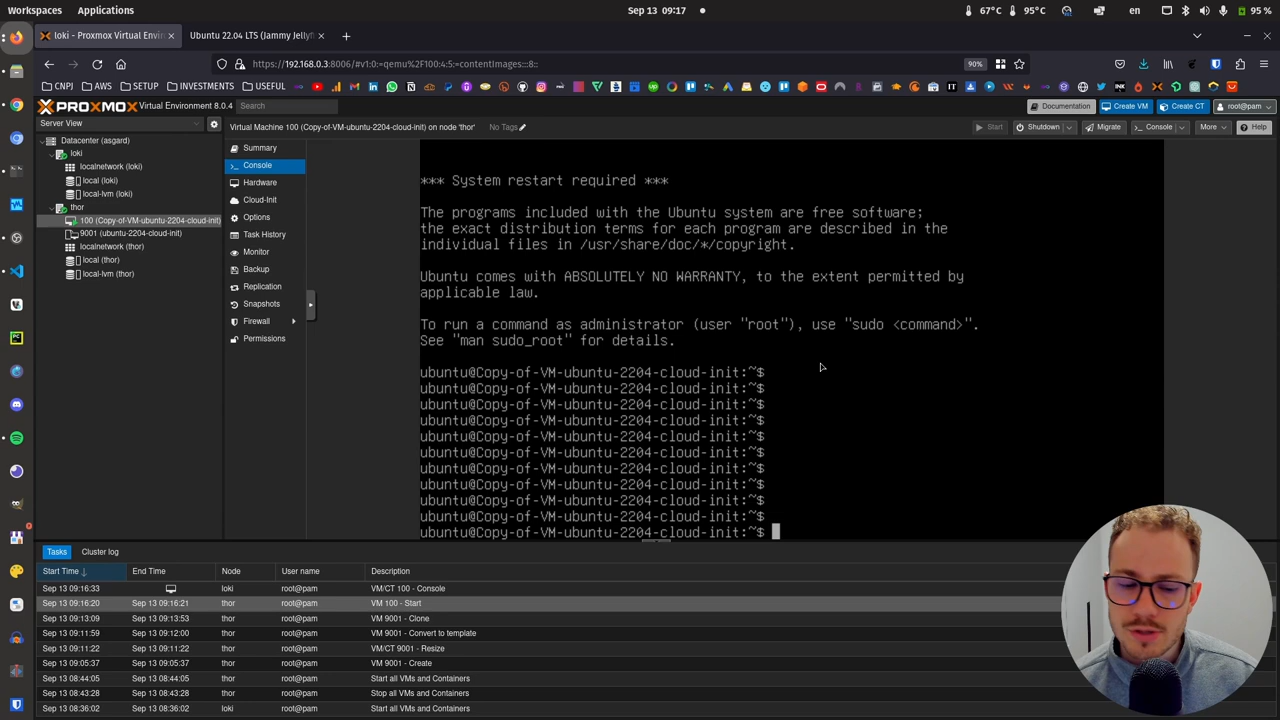 Workspaces Applications Sep 13 09:17 67°C 95°C en 95 %
loki - Proxmox Virtual Envir × Ubuntu 22.04 LTS (Jammy Jellyf × +
https://192.168.0.3:8006/#v1:0:=qemu%2F100:4:5:=contentImages:::8:: 90%
CNPJ AWS SETUP INVESTMENTS USEFUL
PROXMOX Virtual Environment 8.0.4 Search Documentation Create VM Create CT root@pam
Server View
Virtual Machine 100 (Copy-of-VM-ubuntu-2204-cloud-init) on node 'thor' No Tags Start Shutdown Migrate Console More Help
Datacenter (asgard)
loki
localnetwork (loki)
local (loki)
local-lvm (loki)
thor
100 (Copy-of-VM-ubuntu-2204-cloud-init)
9001 (ubuntu-2204-cloud-init)
localnetwork (thor)
local (thor)
local-lvm (thor)
Summary
Console
Hardware
Cloud-Init
Options
Task History
Monitor
Backup
Replication
Snapshots
Firewall
Permissions
*** System restart required ***
The programs included with the Ubuntu system are free software;
the exact distribution terms for each program are described in the
individual files in /usr/share/doc/*/copyright.
Ubuntu comes with ABSOLUTELY NO WARRANTY, to the extent permitted by
applicable law.
To run a command as administrator (user "root"), use "sudo <command>".
See "man sudo_root" for details.
ubuntu@Copy-of-VM-ubuntu-2204-cloud-init:~$
ubuntu@Copy-of-VM-ubuntu-2204-cloud-init:~$
ubuntu@Copy-of-VM-ubuntu-2204-cloud-init:~$
ubuntu@Copy-of-VM-ubuntu-2204-cloud-init:~$
ubuntu@Copy-of-VM-ubuntu-2204-cloud-init:~$
ubuntu@Copy-of-VM-ubuntu-2204-cloud-init:~$
ubuntu@Copy-of-VM-ubuntu-2204-cloud-init:~$
ubuntu@Copy-of-VM-ubuntu-2204-cloud-init:~$
ubuntu@Copy-of-VM-ubuntu-2204-cloud-init:~$
ubuntu@Copy-of-VM-ubuntu-2204-cloud-init:~$
ubuntu@Copy-of-VM-ubuntu-2204-cloud-init:~$
Tasks Cluster log
Start Time End Time Node User name Description
Sep 13 09:16:33 loki root@pam VM/CT 100 - Console
Sep 13 09:16:20 Sep 13 09:16:21 thor root@pam VM 100 - Start
Sep 13 09:13:09 Sep 13 09:13:53 thor root@pam VM 9001 - Clone
Sep 13 09:11:59 Sep 13 09:12:00 thor root@pam VM 9001 - Convert to template
Sep 13 09:11:22 Sep 13 09:11:22 thor root@pam VM/CT 9001 - Resize
Sep 13 09:05:37 Sep 13 09:05:37 thor root@pam VM 9001 - Create
Sep 13 08:44:05 Sep 13 08:44:05 thor root@pam Start all VMs and Containers
Sep 13 08:43:28 Sep 13 08:43:28 thor root@pam Stop all VMs and Containers
Sep 13 08:36:02 Sep 13 08:36:02 loki root@pam Start all VMs and Containers